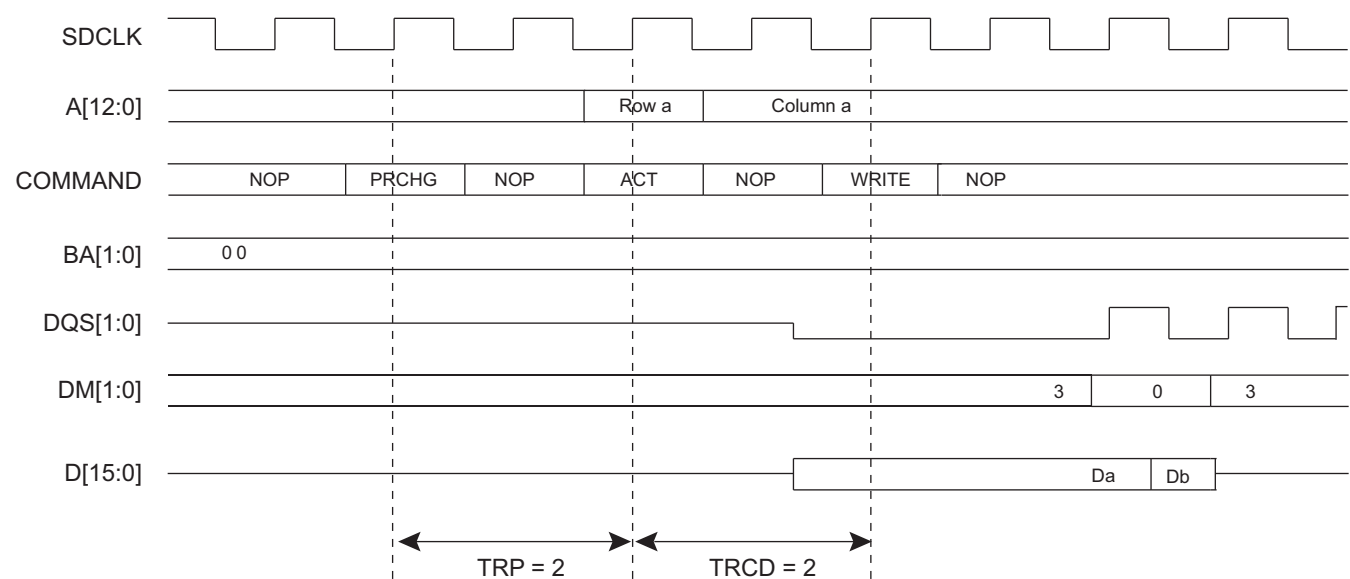 SDCLK
A[12:0] Row a Column a
COMMAND NOP PRCHG NOP ACT NOP WRITE NOP
BA[1:0] 0 0
DQS[1:0]
DM[1:0] 3 0 3
D[15:0] Da Db
TRP = 2 TRCD = 2